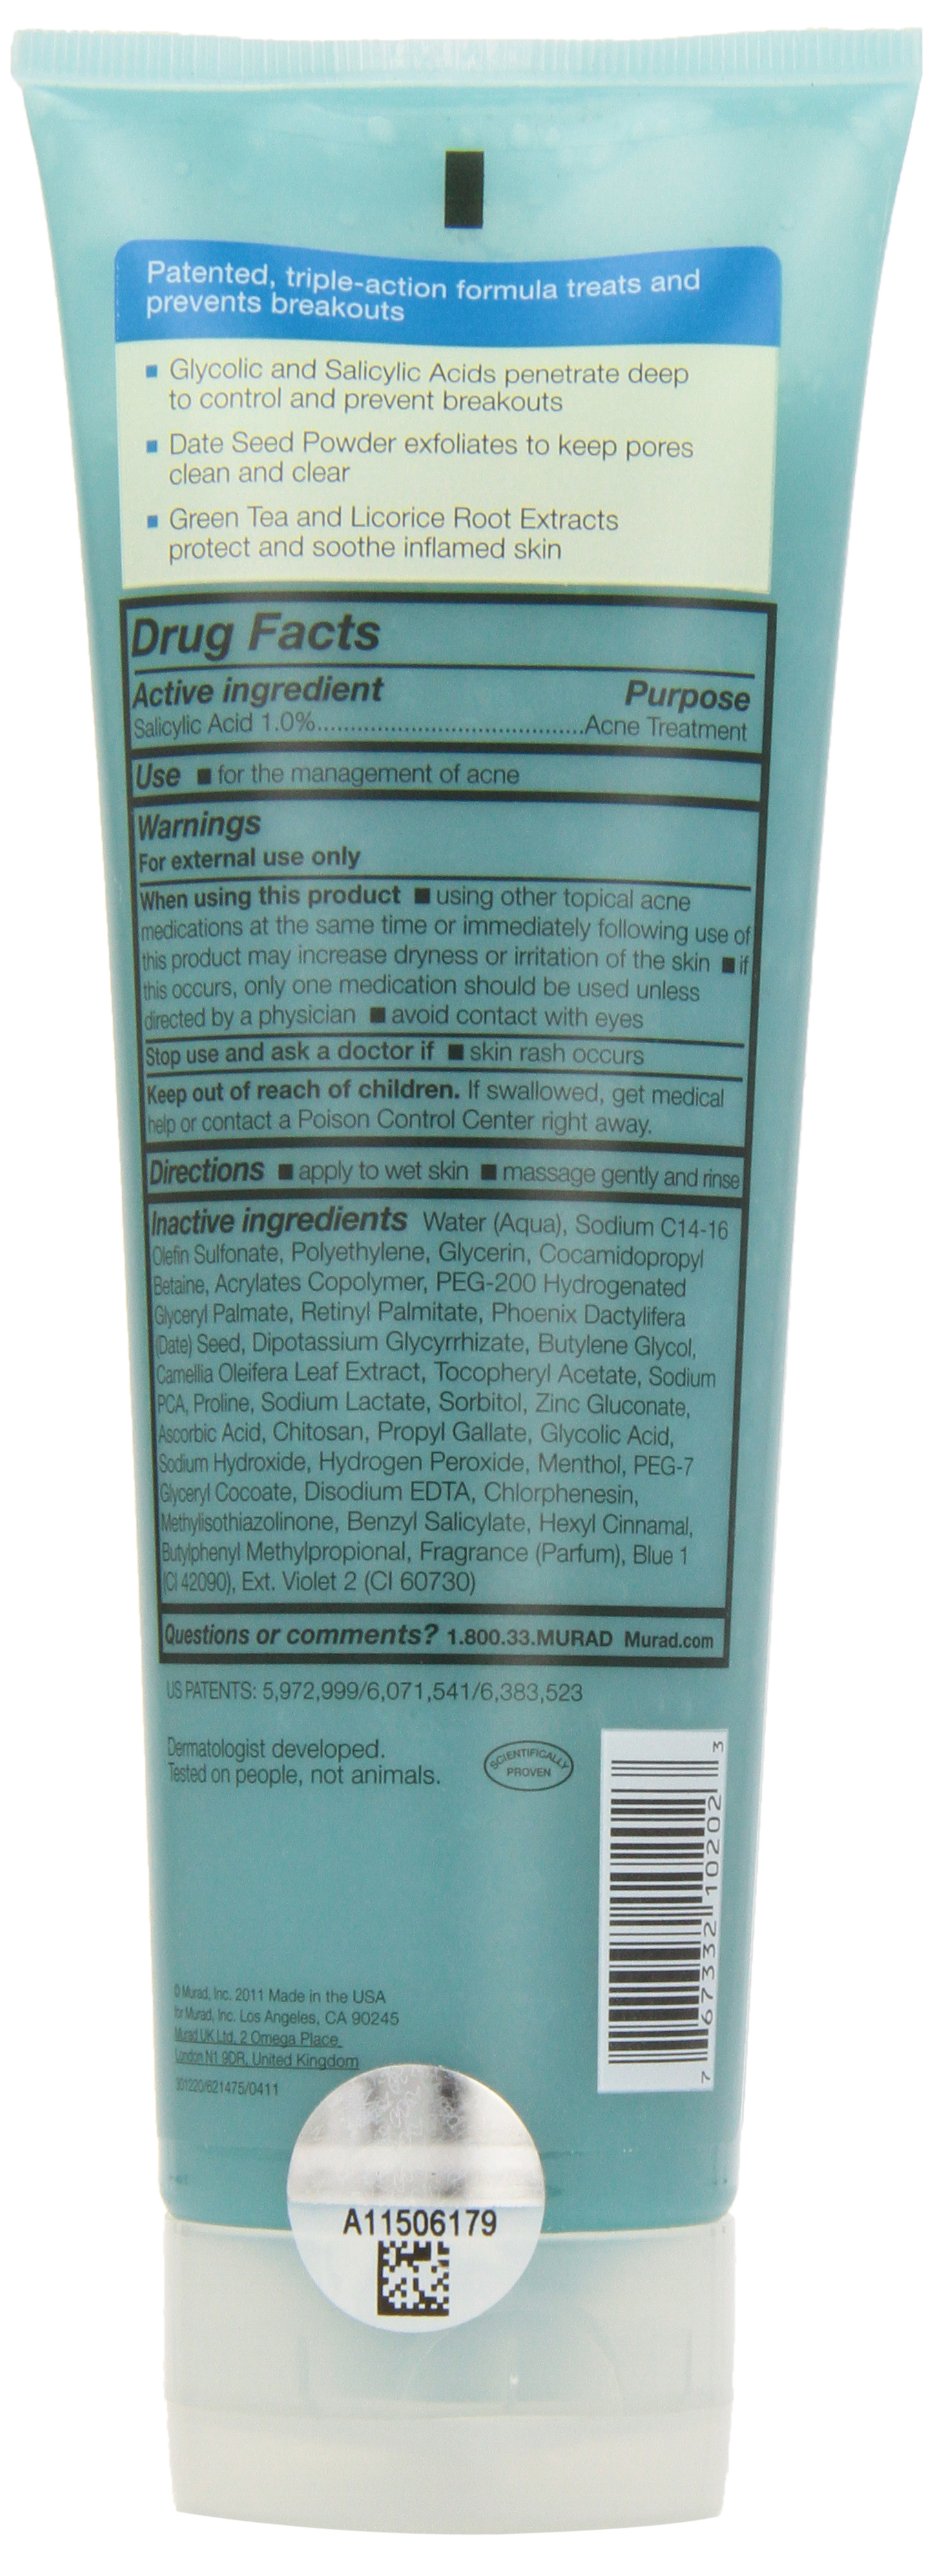 Patented, triple-action formula treats and
prevents breakouts
▪ Glycolic and Salicylic Acids penetrate deep
to control and prevent breakouts
▪ Date Seed Powder exfoliates to keep pores
clean and clear
▪ Green Tea and Licorice Root Extracts
protect and soothe inflamed skin
Drug Facts
Active ingredient Purpose
Salicylic Acid 1.0%.......................................Acne Treatment
Use ▪ for the management of acne
Warnings
For external use only
When using this product ▪ using other topical acne
medications at the same time or immediately following use of
this product may increase dryness or irritation of the skin ▪ if
this occurs, only one medication should be used unless
directed by a physician ▪ avoid contact with eyes
Stop use and ask a doctor if ▪ skin rash occurs
Keep out of reach of children. If swallowed, get medical
help or contact a Poison Control Center right away.
Directions ▪ apply to wet skin ▪ massage gently and rinse
Inactive ingredients Water (Aqua), Sodium C14-16
Olefin Sulfonate, Polyethylene, Glycerin, Cocamidopropyl
Betaine, Acrylates Copolymer, PEG-200 Hydrogenated
Glyceryl Palmate, Retinyl Palmitate, Phoenix Dactylifera
(Date) Seed, Dipotassium Glycyrrhizate, Butylene Glycol,
Camellia Oleifera Leaf Extract, Tocopheryl Acetate, Sodium
PCA, Proline, Sodium Lactate, Sorbitol, Zinc Gluconate,
Ascorbic Acid, Chitosan, Propyl Gallate, Glycolic Acid,
Sodium Hydroxide, Hydrogen Peroxide, Menthol, PEG-7
Glyceryl Cocoate, Disodium EDTA, Chlorphenesin,
Methylisothiazolinone, Benzyl Salicylate, Hexyl Cinnamal,
Butylphenyl Methylpropional, Fragrance (Parfum), Blue 1
(CI 42090), Ext. Violet 2 (CI 60730)
Questions or comments? 1.800.33.MURAD Murad.com
US PATENTS: 5,972,999/6,071,541/6,383,523
Dermatologist developed.
Tested on people, not animals.
SCIENTIFICALLY
PROVEN
7 67332 10202 3
© Murad, Inc. 2011 Made in the USA
for Murad, Inc. Los Angeles, CA 90245
Murad UK Ltd, 2 Omega Place,
London N1 9DR, United Kingdom
301220/621475/0411
A11506179